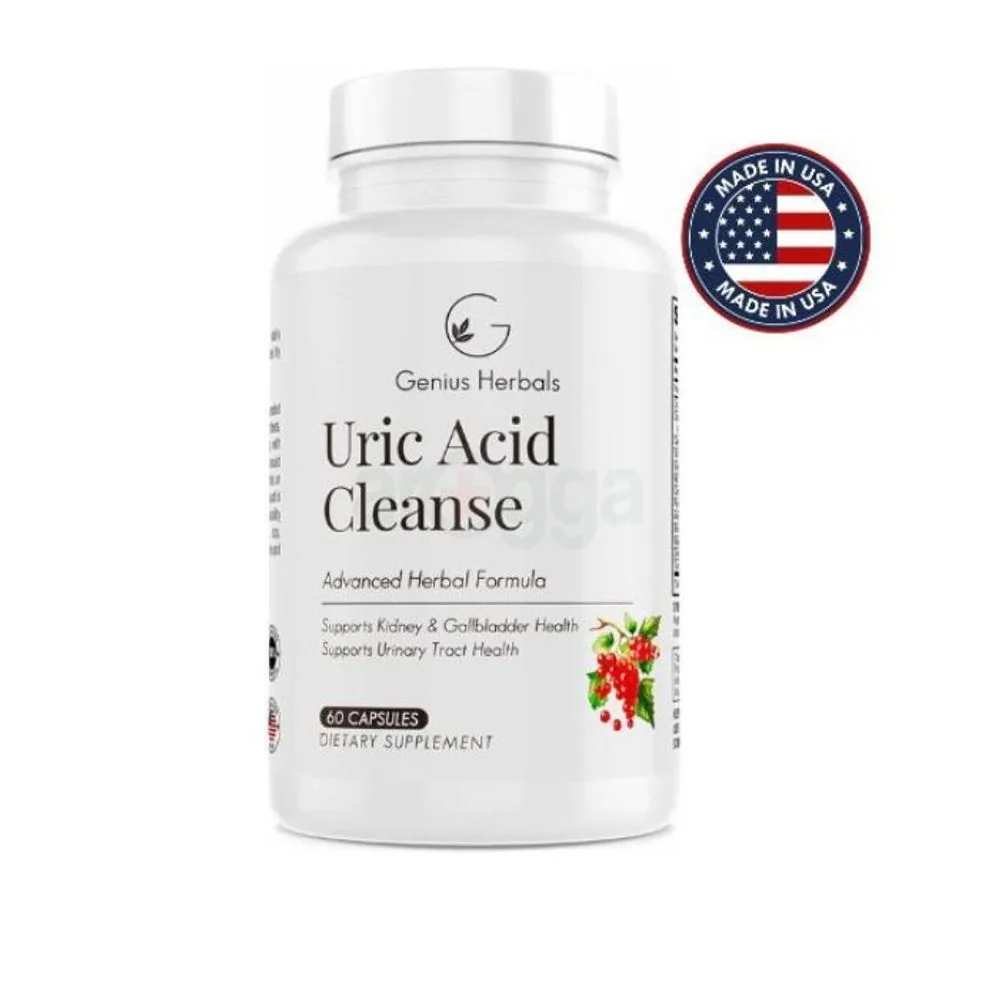 MADE IN USA
MADE IN USA
Genius Herbals
Uric Acid
Cleanse
arogga
Advanced Herbal Formula
Supports Kidney & Gallbladder Health
Supports Urinary Tract Health
60 CAPSULES
DIETARY SUPPLEMENT